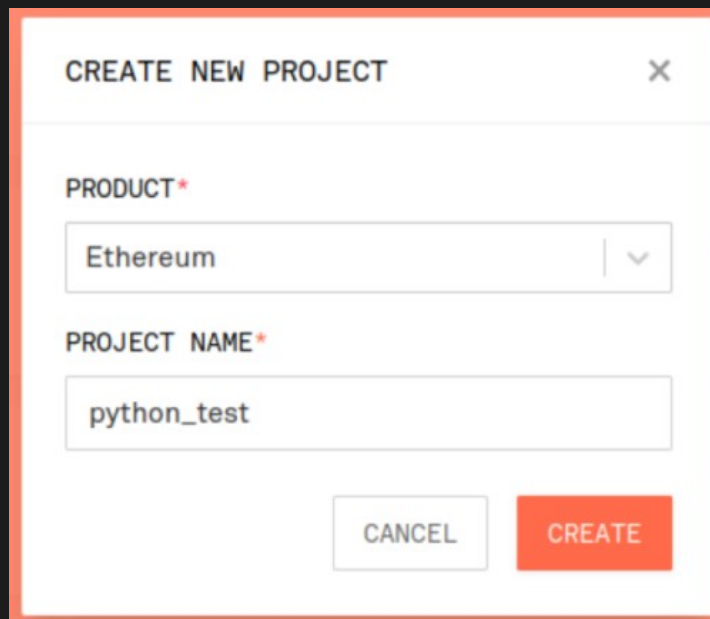 CREATE NEW PROJECT
PRODUCT*
Ethereum
PROJECT NAME*
python_test
CANCEL CREATE